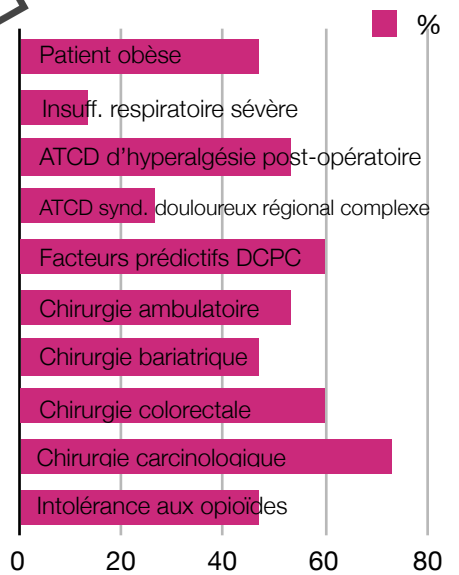 %
Patient obèse
Insuff. respiratoire sévère
ATCD d'hyperalgésie post-opératoire
ATCD synd. douloureux régional complexe
Facteurs prédictifs DCPC
Chirurgie ambulatoire
Chirurgie bariatrique
Chirurgie colorectale
Chirurgie carcinologique
Intolérance aux opioïdes
0 20 40 60 80